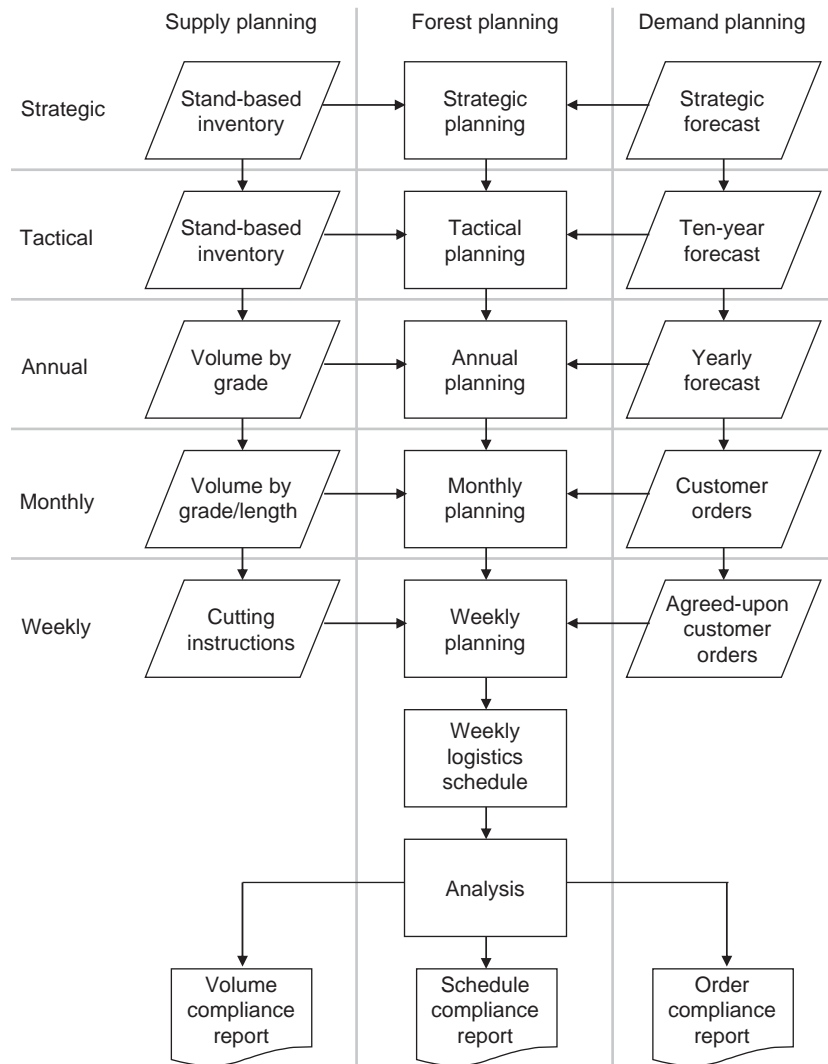 Supply planning
Forest planning
Demand planning
Strategic
Stand-based
inventory
Strategic
planning
Strategic
forecast
Tactical
Stand-based
inventory
Tactical
planning
Ten-year
forecast
Annual
Volume by
grade
Annual
planning
Yearly
forecast
Monthly
Volume by
grade/length
Monthly
planning
Customer
orders
Weekly
Cutting
instructions
Weekly
planning
Agreed-upon
customer
orders
Weekly
logistics
schedule
Analysis
Volume
compliance
report
Schedule
compliance
report
Order
compliance
report